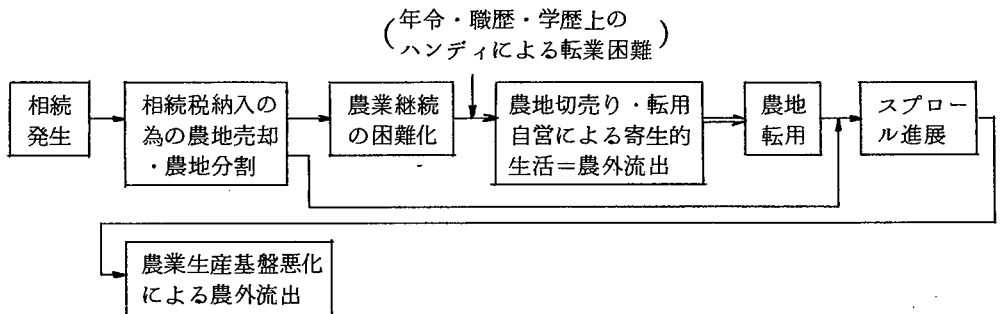 年令・職歴・学歴上の
ハンディによる転業困難
相続
発生
相続税納入の
為の農地売却
・農地分割
農業継続
の困難化
農地切売り・転用
自営による寄生的
生活＝農外流出
農地
転用
スプロー
ル進展
農業生産基盤悪化
による農外流出